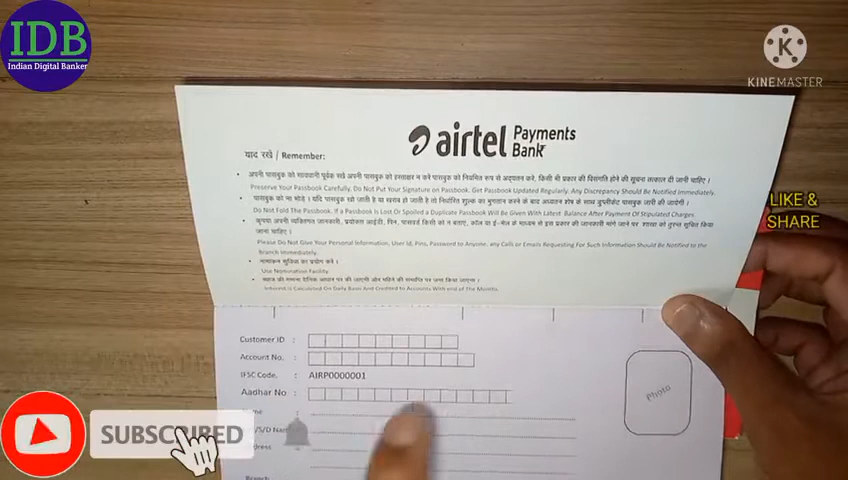 IDB
Indian Digital Banker
K
KINEMASTER
airtel Payments Bank
याद रखे / Remember:
Preserve Your Passbook Carefully. Do Not Put Your Signature on Passbook. Get Passbook Updated Regularly. Any Discrepancy Should Be Notified Immediately.
Do Not Fold The Passbook. If a Passbook Is Lost Or Spoiled a Duplicate Passbook Will Be Given With Latest Balance After Payment Of Stipulated Charges.
Please Do Not Give Your Personal Information, User Id, Pins, Password to Anyone, any Calls or Emails Requesting For Such Information Should be Notified to the
Branch Immediately.
नामांकन सुविधा का प्रयोग करे ।
Use Nomination Facility.
Interest is Calculated On Daily Basis And Credited to Accounts With end of The Months.
LIKE &
SHARE
Customer ID :
Account No. :
IFSC Code. : AIRP0000001
Aadhar No :
Photo
SUBSCRIBED
Branch